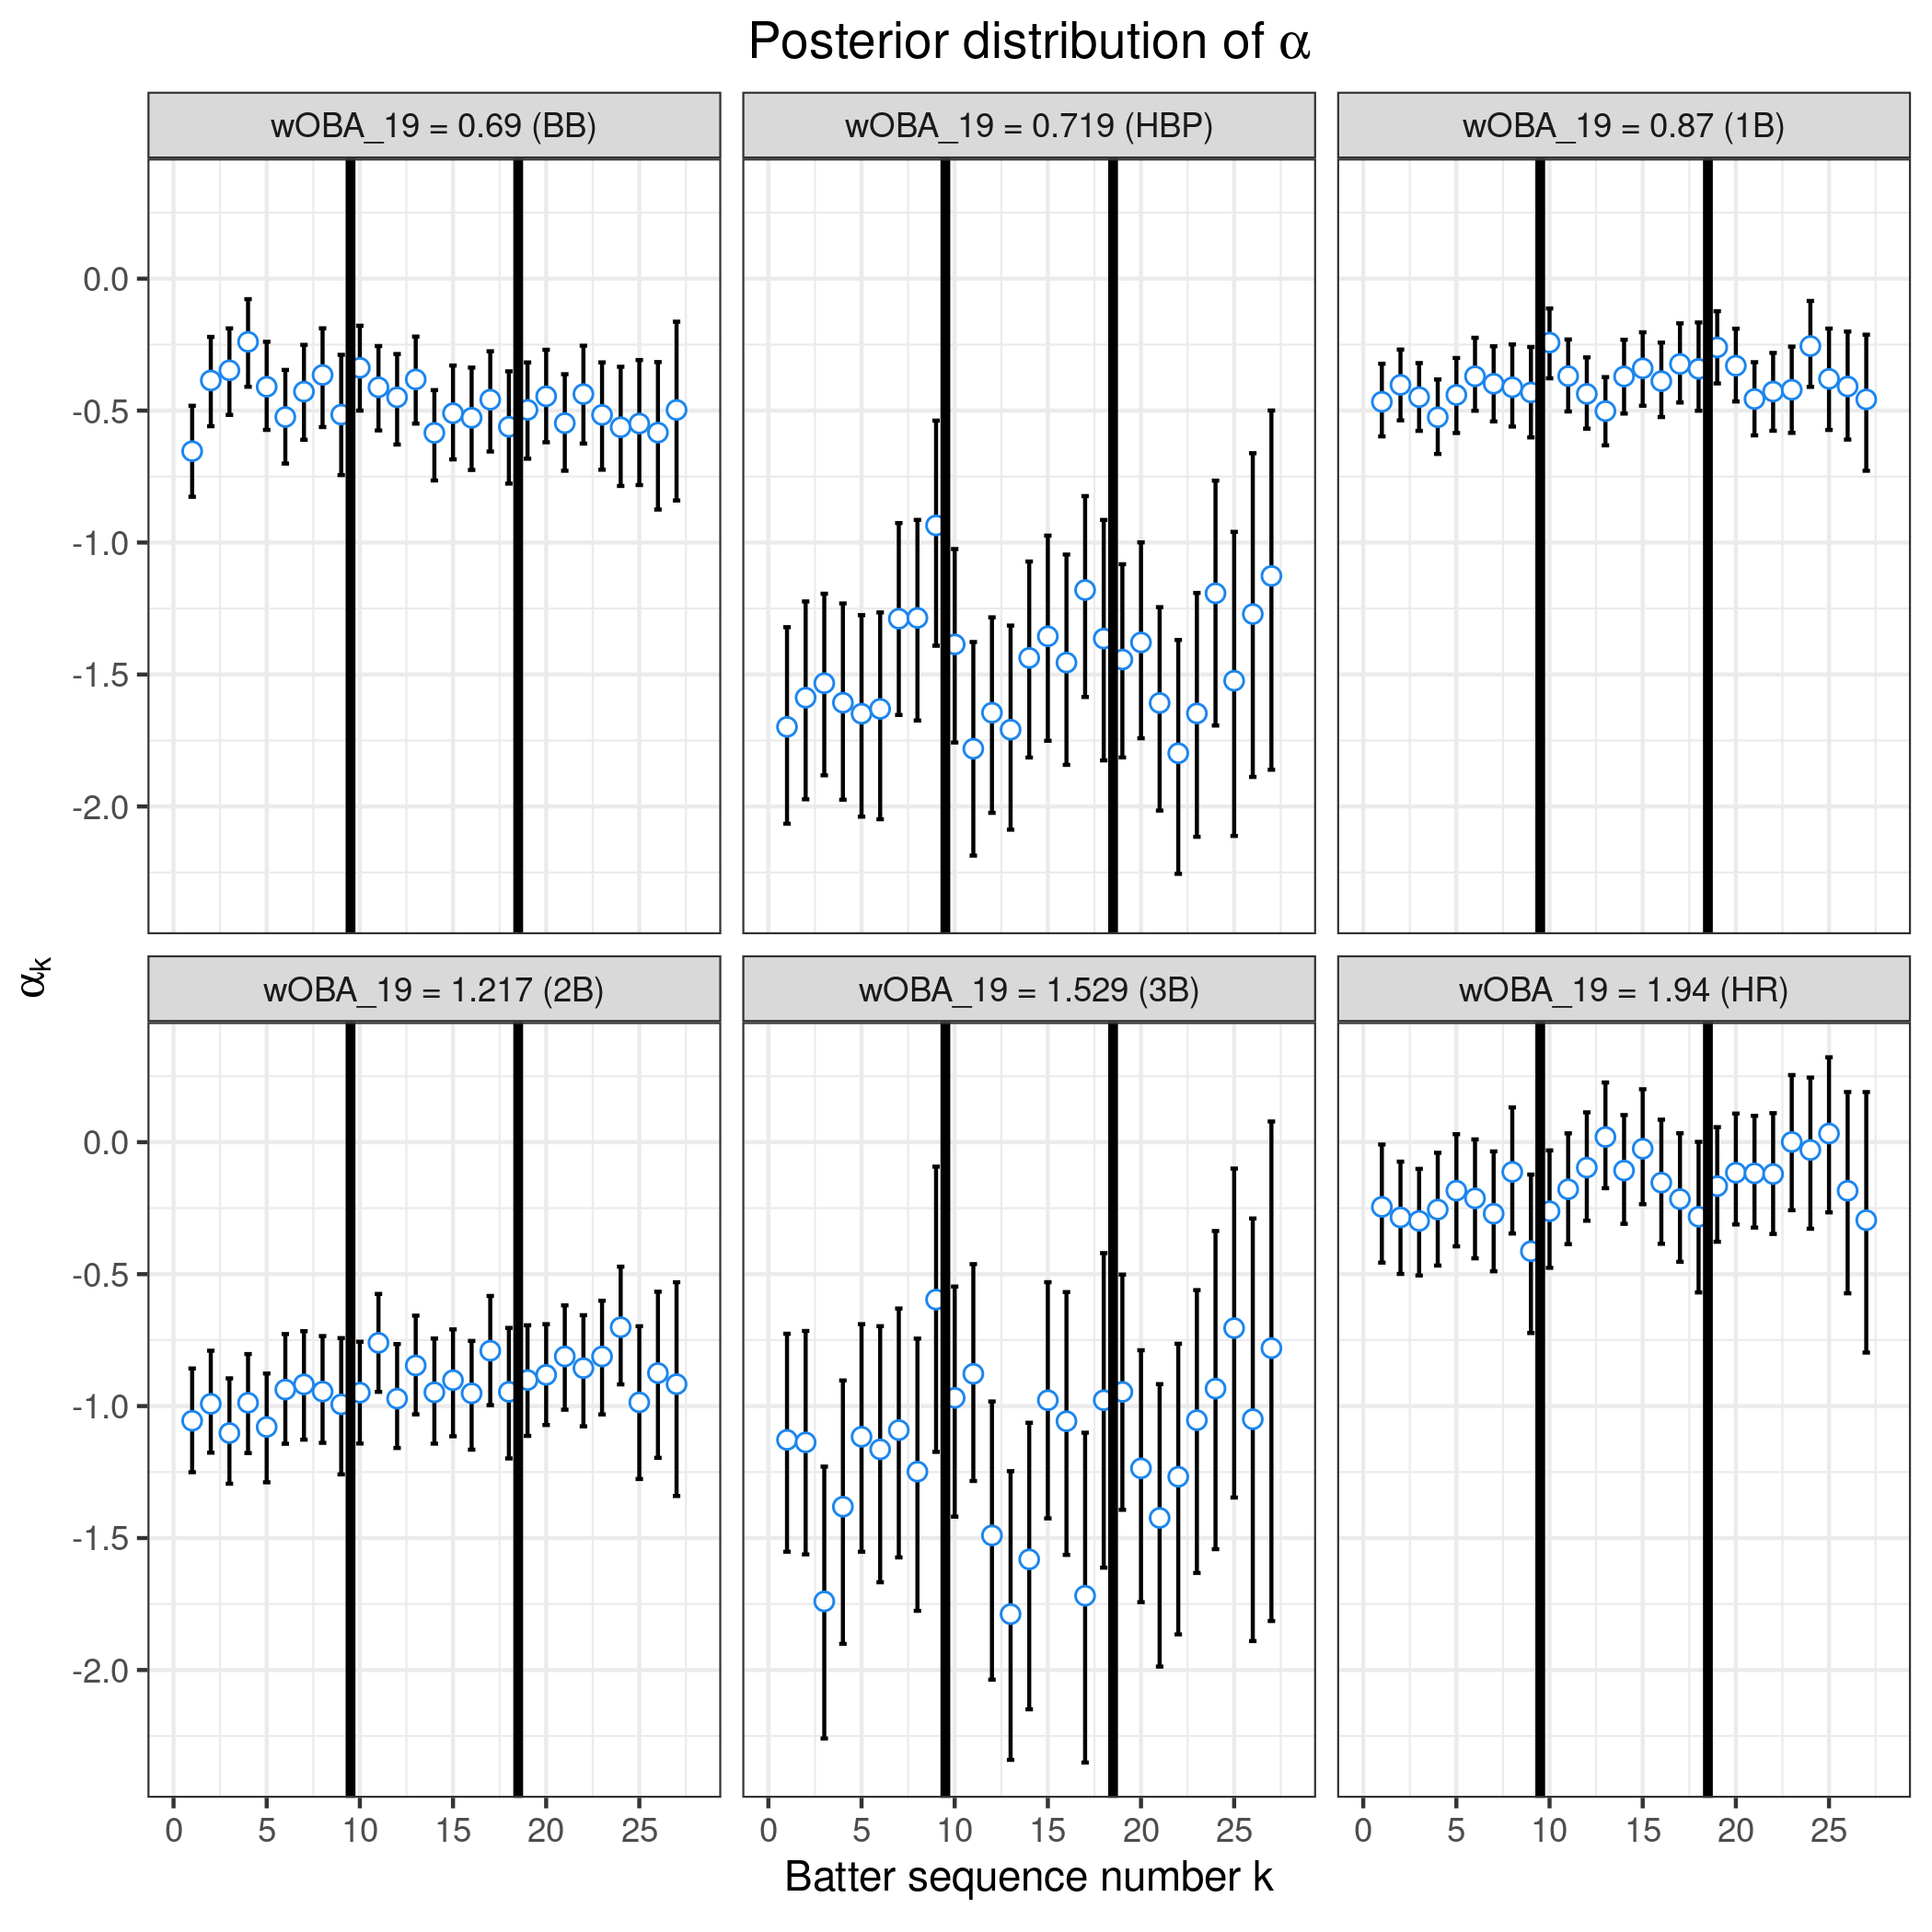 Posterior distribution of α
wOBA_19 = 0.69 (BB)
wOBA_19 = 0.719 (HBP)
wOBA_19 = 0.87 (1B)
0.0
-0.5
-1.0
-1.5
-2.0
αk
wOBA_19 = 1.217 (2B)
wOBA_19 = 1.529 (3B)
wOBA_19 = 1.94 (HR)
0.0
-0.5
-1.0
-1.5
-2.0
0 5 10 15 20 25
0 5 10 15 20 25
0 5 10 15 20 25
Batter sequence number k